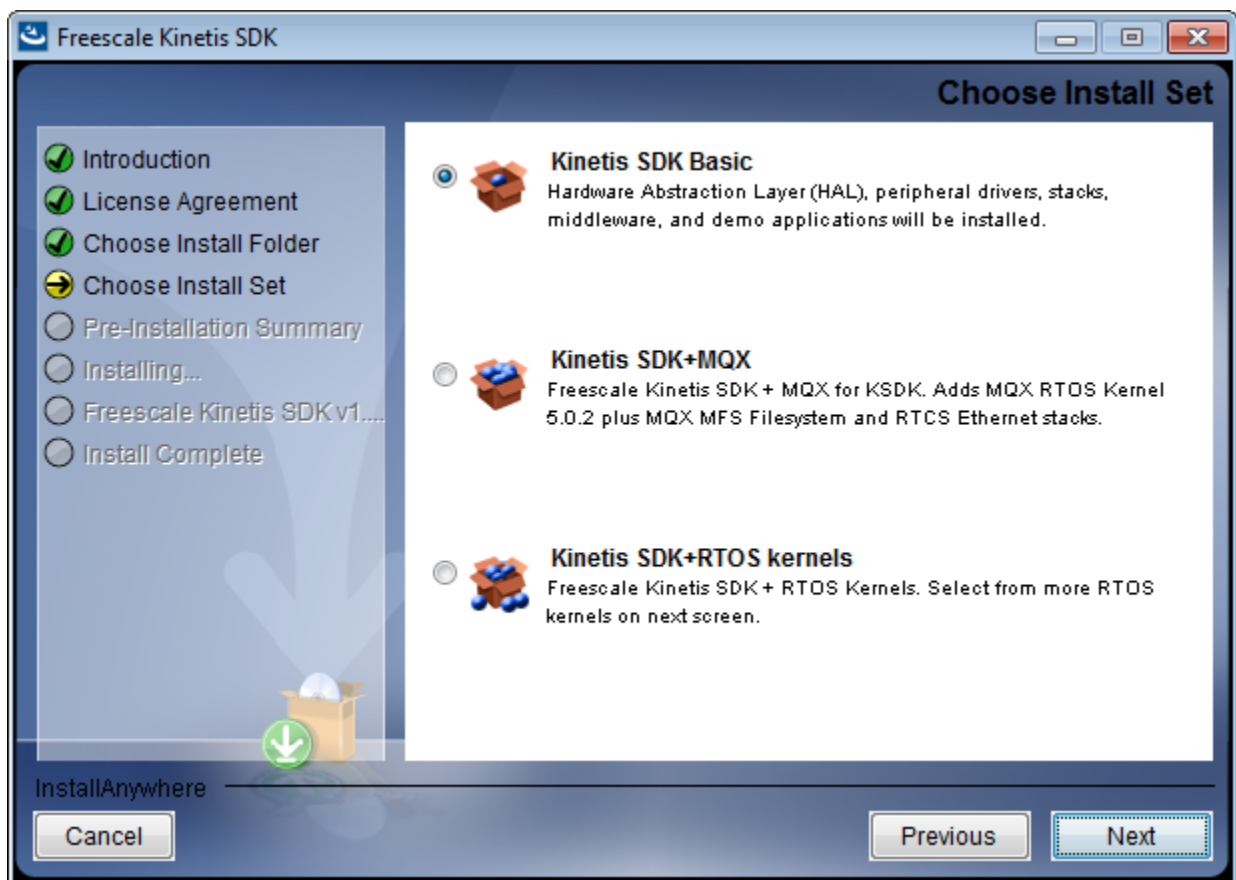 Freescale Kinetis SDK
Choose Install Set
Introduction
License Agreement
Choose Install Folder
Choose Install Set
Pre-Installation Summary
Installing...
Freescale Kinetis SDK v1....
Install Complete
Kinetis SDK Basic
Hardware Abstraction Layer (HAL), peripheral drivers, stacks,
middleware, and demo applications will be installed.
Kinetis SDK+MQX
Freescale Kinetis SDK + MQX for KSDK. Adds MQX RTOS Kernel
5.0.2 plus MQX MFS Filesystem and RTCS Ethernet stacks.
Kinetis SDK+RTOS kernels
Freescale Kinetis SDK + RTOS Kernels. Select from more RTOS
kernels on next screen.
InstallAnywhere
Cancel
Previous
Next